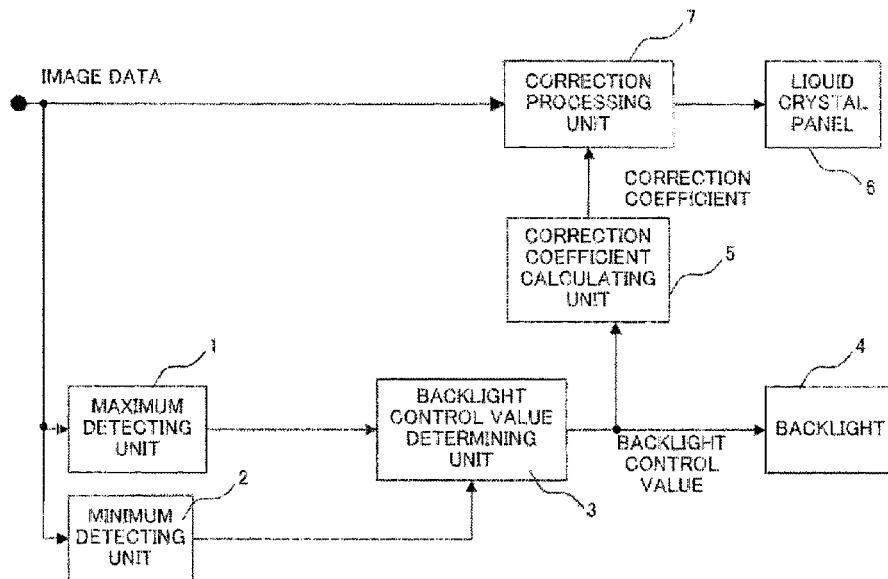 7
IMAGE DATA
CORRECTION
PROCESSING
UNIT
LIQUID
CRYSTAL
PANEL
6
CORRECTION
COEFFICIENT
CORRECTION
COEFFICIENT
CALCULATING
UNIT
5
1
4
MAXIMUM
DETECTING
UNIT
BACKLIGHT
CONTROL VALUE
DETERMINING
UNIT
BACKLIGHT
BACKLIGHT
CONTROL
VALUE
2
3
MINIMUM
DETECTING
UNIT